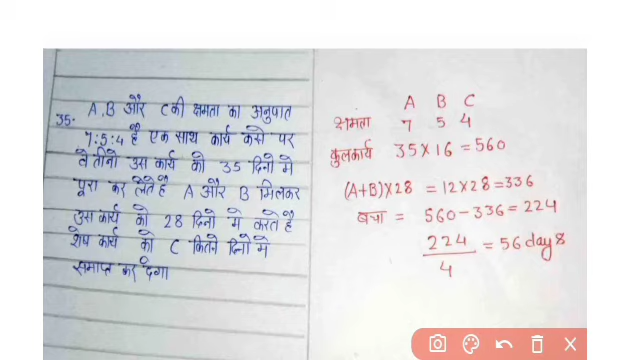 35. A,B और C की क्षमता का अनुपात
7:5:4 है एक साथ कार्य करने पर
वे तीनो उस कार्य को 35 दिनो मे
पूरा कर लेते है A और B मिलकर
उस कार्य को 28 दिनो मे करते है
शेष कार्य को C कितने दिनो मे
समाप्त कर देगा
A B C
क्षमता 7 5 4
कुलकार्य 35×16=560
(A+B)×28 =12×28=336
बचा = 560-336=224
224/4 =56 days